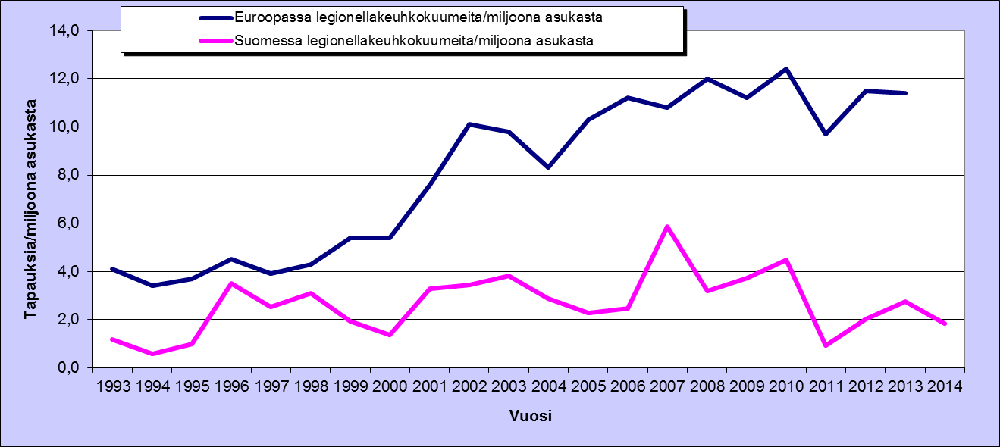 Euroopassa legionellakeuhkokuumeita/miljoona asukasta
Suomessa legionellakeuhkokuumeita/miljoona asukasta
14,0
12,0
10,0
8,0
6,0
4,0
2,0
0,0
Tapauksia/miljoona asukasta
1993 1994 1995 1996 1997 1998 1999 2000 2001 2002 2003 2004 2005 2006 2007 2008 2009 2010 2011 2012 2013 2014
Vuosi